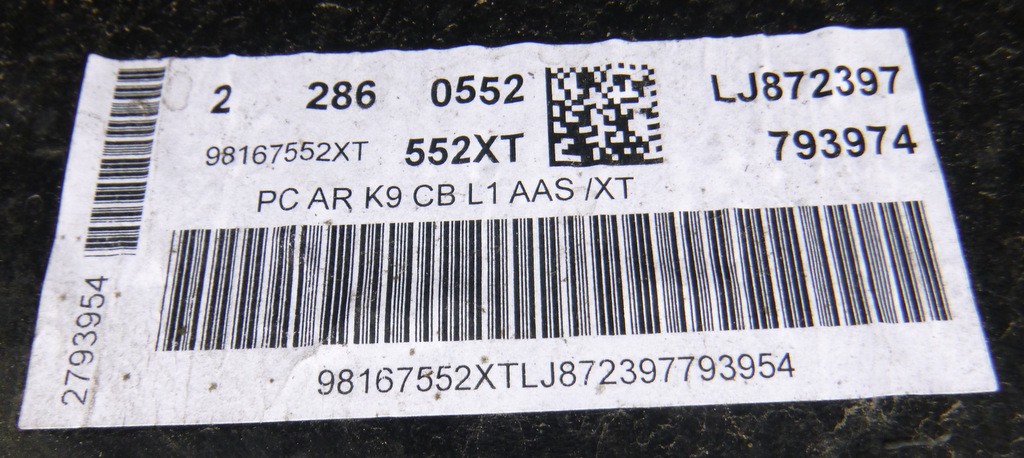 2 286 0552 LJ872397
98167552XT 552XT 793974
PC AR K9 CB L1 AAS /XT
98167552XTLJ872397793954
2793954